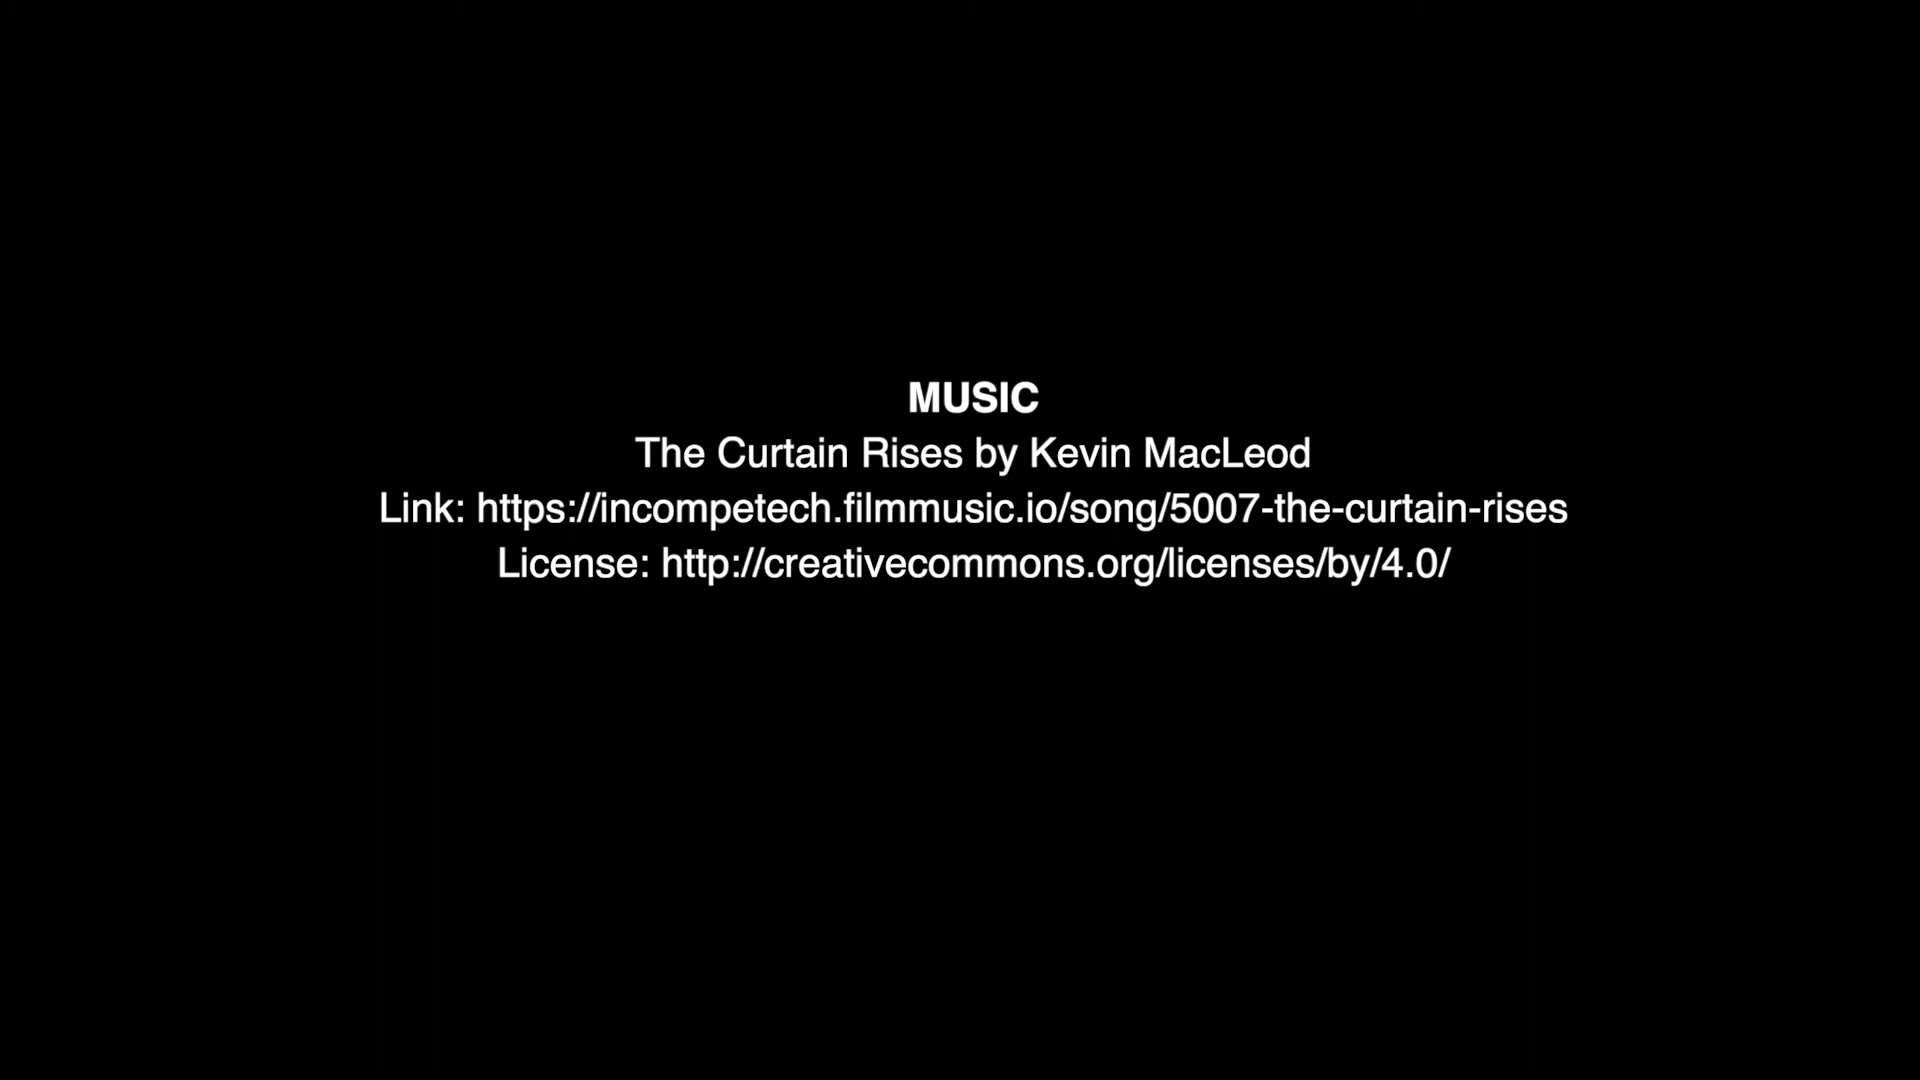 MUSIC
The Curtain Rises by Kevin MacLeod
Link: https://incompetech.filmmusic.io/song/5007-the-curtain-rises
License: http://creativecommons.org/licenses/by/4.0/